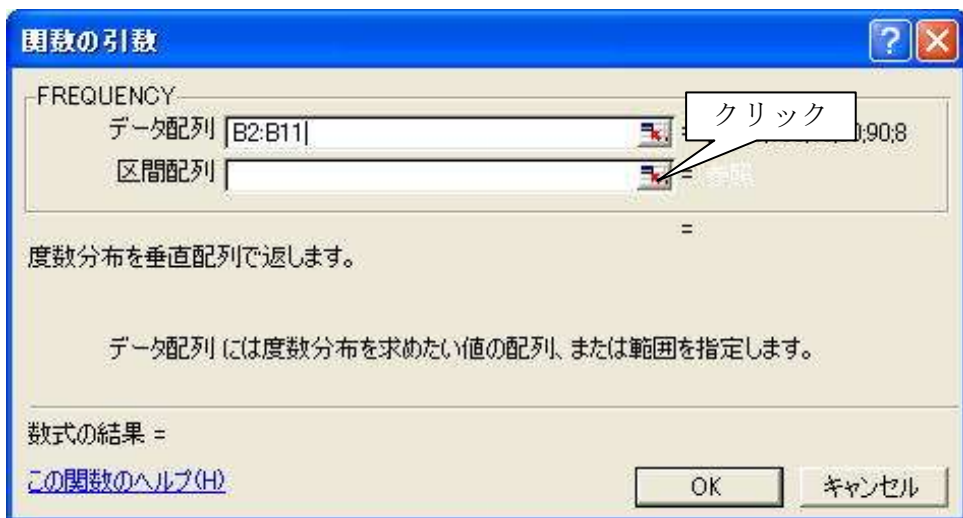 関数の引数
FREQUENCY
データ配列 B2:B11 =
クリック
;90;8
区間配列 = 参照
=
度数分布を垂直配列で返します。
データ配列 には度数分布を求めたい値の配列、または範囲を指定します。
数式の結果 =
この関数のヘルプ(H)
OK
キャンセル